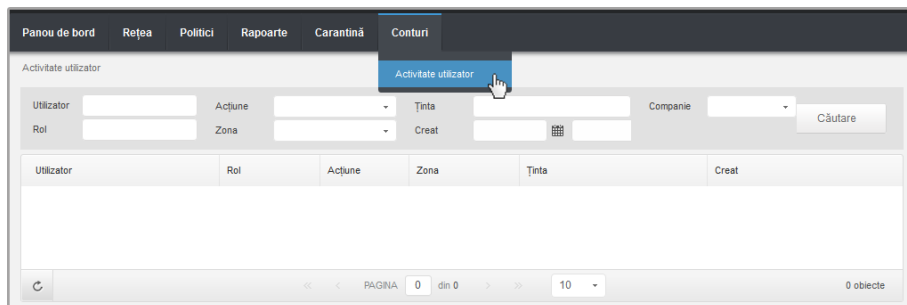 Panou de bord Rețea Politici Rapoarte Carantină Conturi
Activitate utilizator
Activitate utilizator
Utilizator Acțiune Ținta Companie
Căutare
Rol Zona Creat
Utilizator Rol Acțiune Zona Ținta Creat
PAGINA 0 din 0 10 0 obiecte